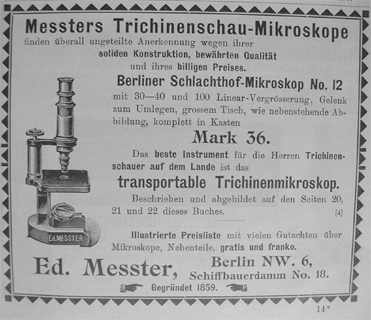 Messters Trichinenschau-Mikroskope
finden überall ungeteilte Anerkennung wegen ihrer
soliden Konstruktion, bewährten Qualität
und ihres billigen Preises.
Berliner Schlachthof-Mikroskop No. 12
mit 30—40 und 100 Linear-Vergrösserung, Gelenk
zum Umlegen, grossem Tisch, wie nebenstehende Ab-
bildung, komplett in Kasten
Mark 36.
Das beste Instrument für die Herren Trichinen-
schauer auf dem Lande ist das
transportable Trichinenmikroskop.
Beschrieben und abgebildet auf den Seiten 20,
21 und 22 dieses Buches. [4]
Ed. MESSTER
Illustrierte Preisliste mit vielen Gutachten über
Mikroskope, Nebenteile, gratis und franko.
Ed. Messter, Berlin NW. 6,
Schiffbauerdamm No. 18.
Gegründet 1859.
14*